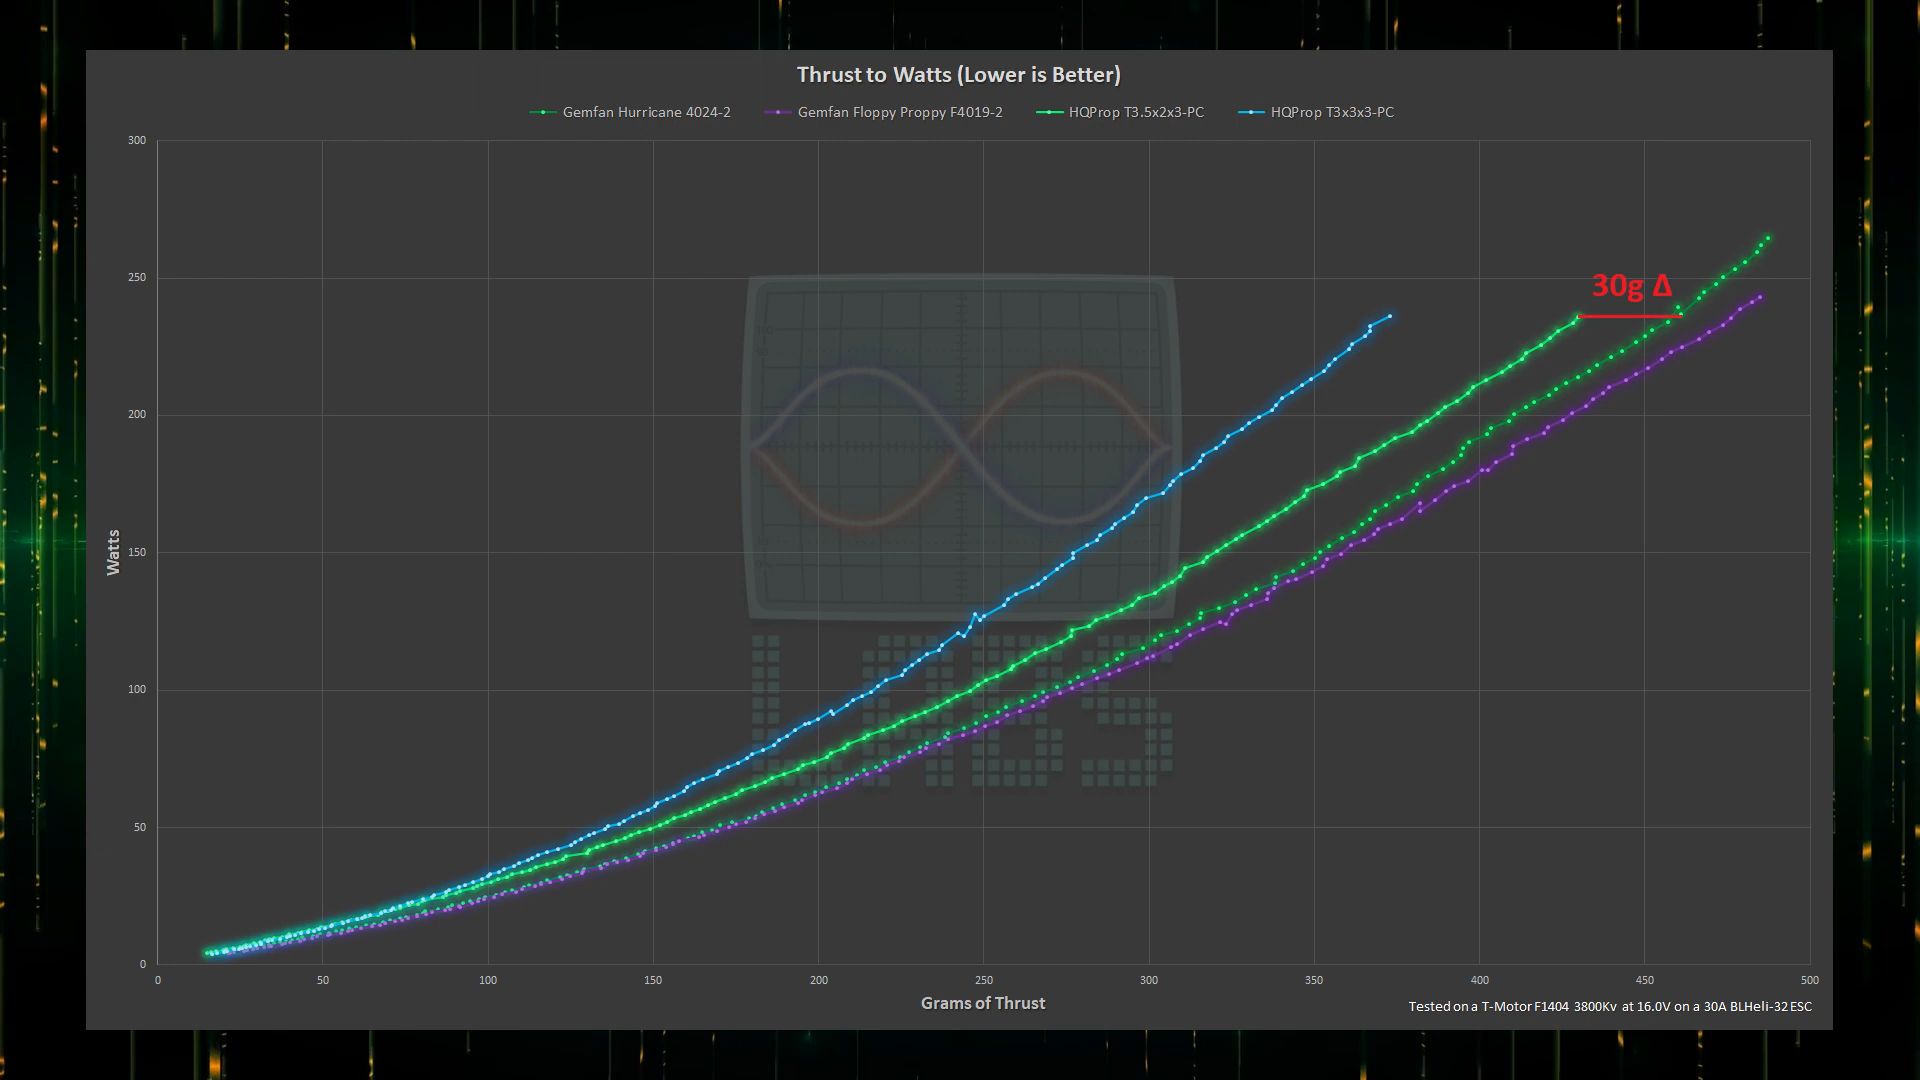 Thrust to Watts (Lower is Better)
Gemfan Hurricane 4024-2 Gemfan Floppy Proppy F4019-2 HQProp T3.5x2x3-PC HQProp T3x3x3-PC
300
250
200
150
100
50
0
Watts
30g Δ
0 50 100 150 200 250 300 350 400 450 500
Grams of Thrust
Tested on a T-Motor F1404 3800Kv at 16.0V on a 30A BLHeli-32 ESC